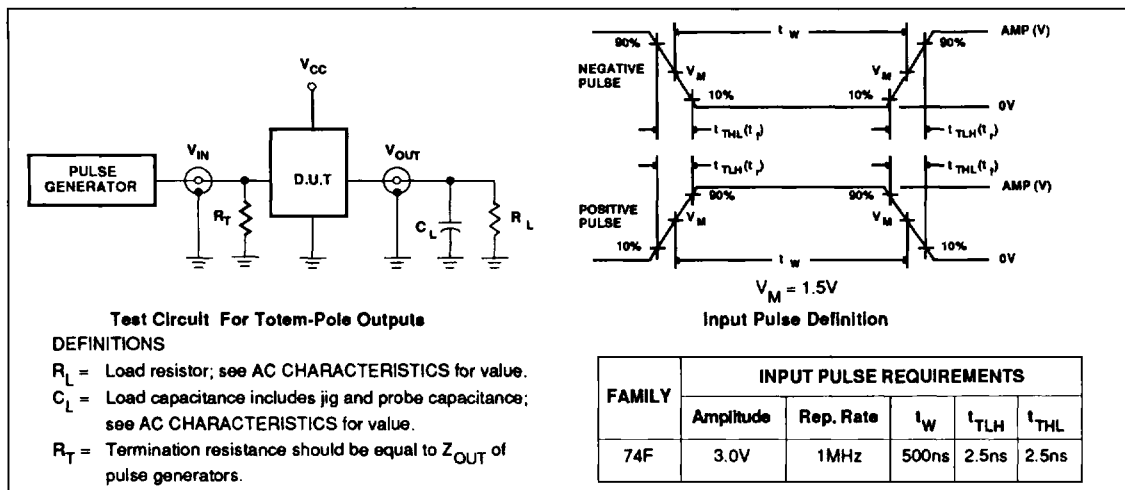 V_CC
V_IN
V_OUT
PULSE
GENERATOR
D.U.T
R_T
C_L
R_L
Test Circuit For Totem-Pole Outputs
DEFINITIONS
R_L = Load resistor; see AC CHARACTERISTICS for value.
C_L = Load capacitance includes jig and probe capacitance;
see AC CHARACTERISTICS for value.
R_T = Termination resistance should be equal to Z_OUT of
pulse generators.
t_W
AMP (V)
90%
90%
NEGATIVE
PULSE
V_M
V_M
10%
10%
0V
t_THL(t_f)
t_TLH(t_r)
t_TLH(t_r)
t_THL(t_f)
AMP (V)
90%
90%
POSITIVE
PULSE
V_M
V_M
10%
10%
0V
t_W
V_M = 1.5V
Input Pulse Definition
FAMILY
INPUT PULSE REQUIREMENTS
Amplitude Rep. Rate t_W t_TLH t_THL
74F 3.0V 1MHz 500ns 2.5ns 2.5ns